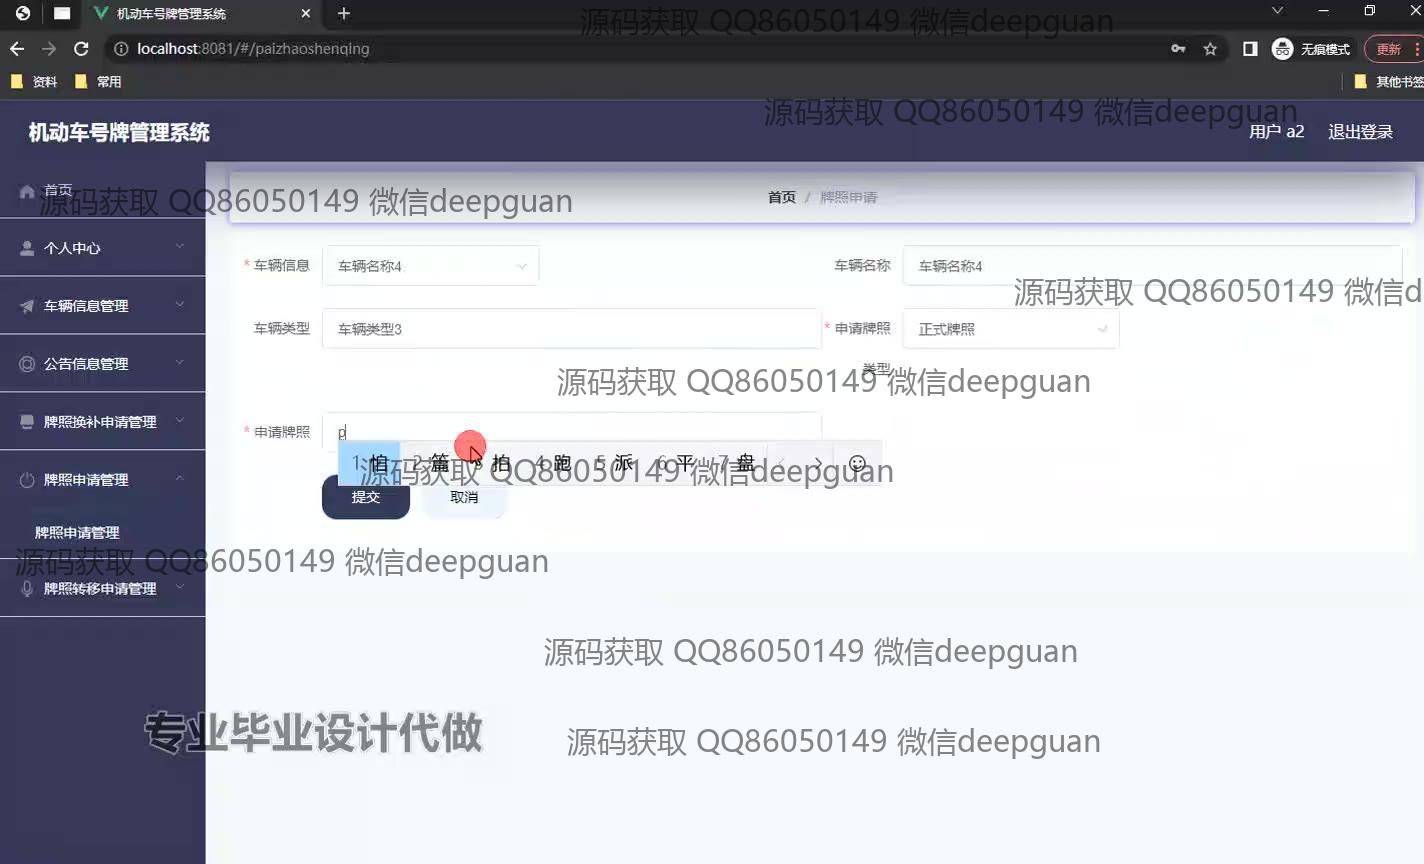 机动车号牌管理系统
源码获取 QQ86050149 微信deepguan
localhost:8081/#/paizhaoshenqing
无痕模式
更新
资料
常用
其他书签
源码获取 QQ86050149 微信deepguan
机动车号牌管理系统
用户 a2
退出登录
首页
源码获取 QQ86050149 微信deepguan
首页 / 牌照申请
个人中心
* 车辆信息
车辆名称4
车辆名称
车辆名称4
源码获取 QQ86050149 微信d
车辆信息管理
车辆类型
车辆类型3
* 申请牌照类型
正式牌照
公告信息管理
源码获取 QQ86050149 微信deepguan
牌照换补申请管理
* 申请牌照
p
1 怕 2 篇 3 拍 4 跑 5 派 6 平 7 盘
源码获取 QQ86050149 微信deepguan
牌照申请管理
提交
取消
牌照申请管理
源码获取 QQ86050149 微信deepguan
牌照转移申请管理
源码获取 QQ86050149 微信deepguan
专业毕业设计代做
源码获取 QQ86050149 微信deepguan